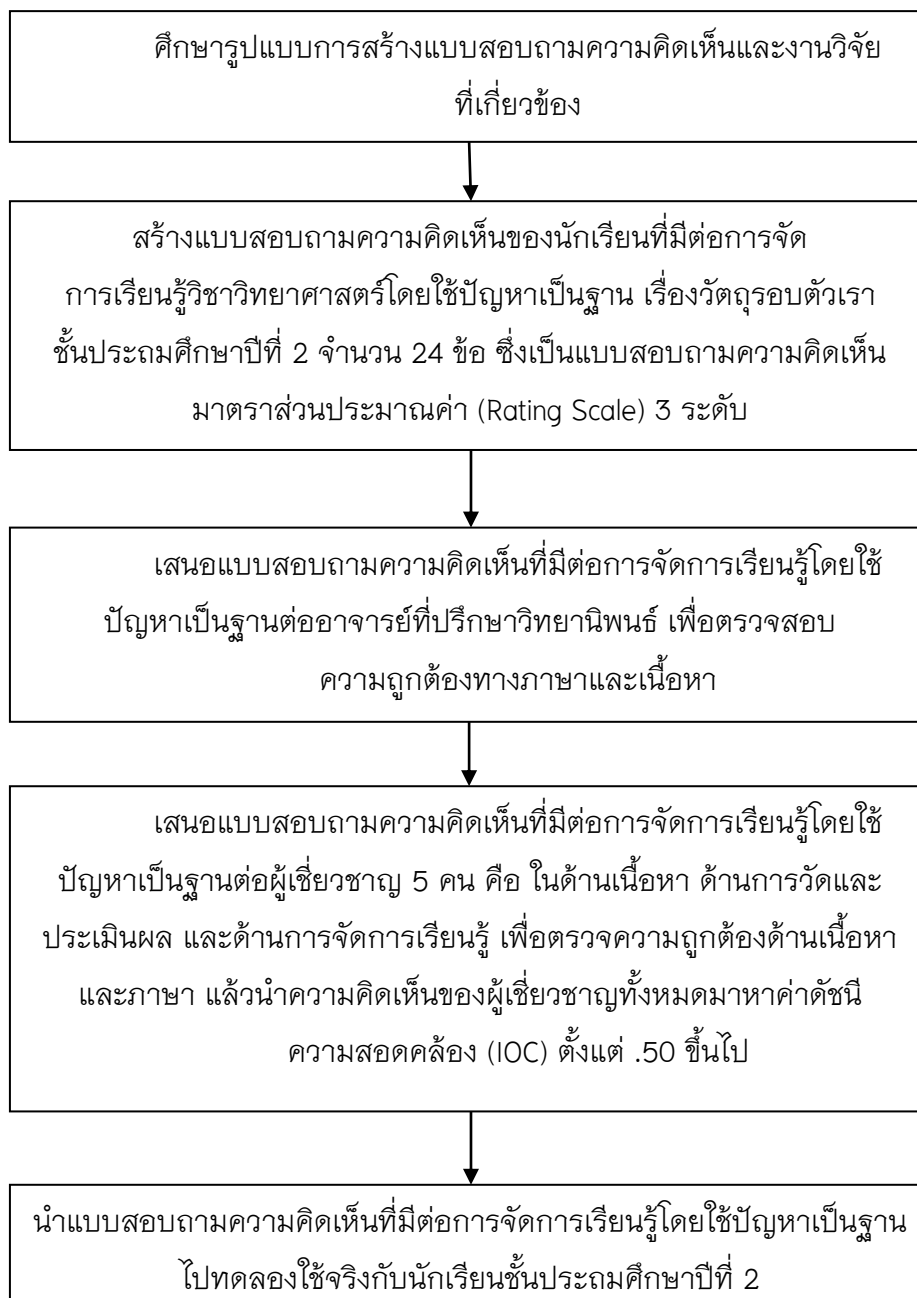 ศึกษารูปแบบการสร้างแบบสอบถามความคิดเห็นและงานวิจัย
ที่เกี่ยวข้อง
สร้างแบบสอบถามความคิดเห็นของนักเรียนที่มีต่อการจัด
การเรียนรู้วิชาวิทยาศาสตร์โดยใช้ปัญหาเป็นฐาน เรื่องวัตถุรอบตัวเรา
ชั้นประถมศึกษาปีที่ 2 จำนวน 24 ข้อ ซึ่งเป็นแบบสอบถามความคิดเห็น
มาตราส่วนประมาณค่า (Rating Scale) 3 ระดับ
เสนอแบบสอบถามความคิดเห็นที่มีต่อการจัดการเรียนรู้โดยใช้
ปัญหาเป็นฐานต่ออาจารย์ที่ปรึกษาวิทยานิพนธ์ เพื่อตรวจสอบ
ความถูกต้องทางภาษาและเนื้อหา
เสนอแบบสอบถามความคิดเห็นที่มีต่อการจัดการเรียนรู้โดยใช้
ปัญหาเป็นฐานต่อผู้เชี่ยวชาญ 5 คน คือ ในด้านเนื้อหา ด้านการวัดและ
ประเมินผล และด้านการจัดการเรียนรู้ เพื่อตรวจความถูกต้องด้านเนื้อหา
และภาษา แล้วนำความคิดเห็นของผู้เชี่ยวชาญทั้งหมดมาหาค่าดัชนี
ความสอดคล้อง (IOC) ตั้งแต่ .50 ขึ้นไป
นำแบบสอบถามความคิดเห็นที่มีต่อการจัดการเรียนรู้โดยใช้ปัญหาเป็นฐาน
ไปทดลองใช้จริงกับนักเรียนชั้นประถมศึกษาปีที่ 2